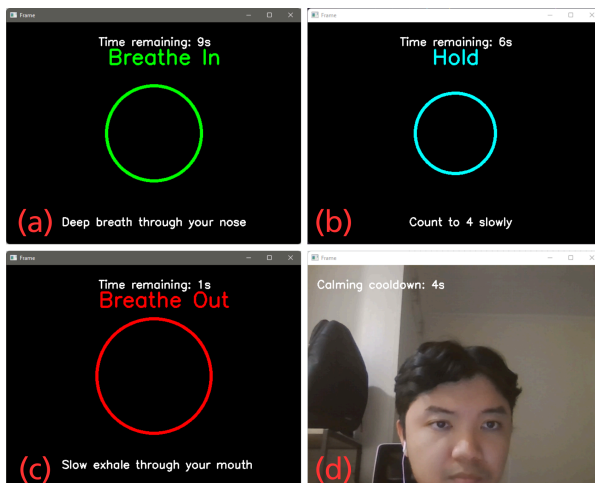 Frame
Time remaining: 9s
Breathe In
(a) Deep breath through your nose
Frame
Time remaining: 6s
Hold
(b) Count to 4 slowly
Frame
Time remaining: 1s
Breathe Out
(c) Slow exhale through your mouth
Frame
Calming cooldown: 4s
(d)